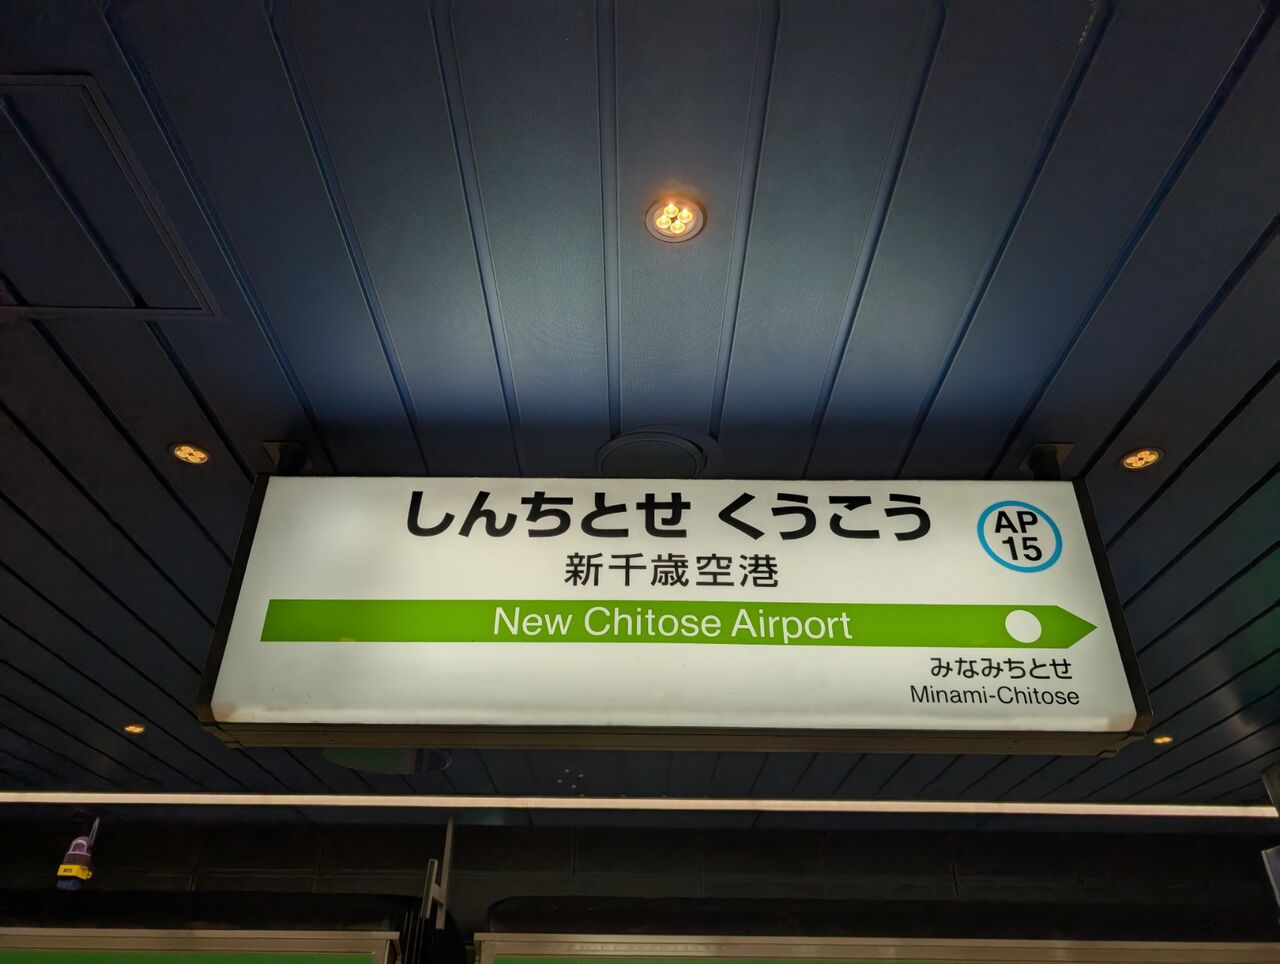 しんちとせ くうこう
AP
15
新千歳空港
New Chitose Airport
みなみちとせ
Minami-Chitose